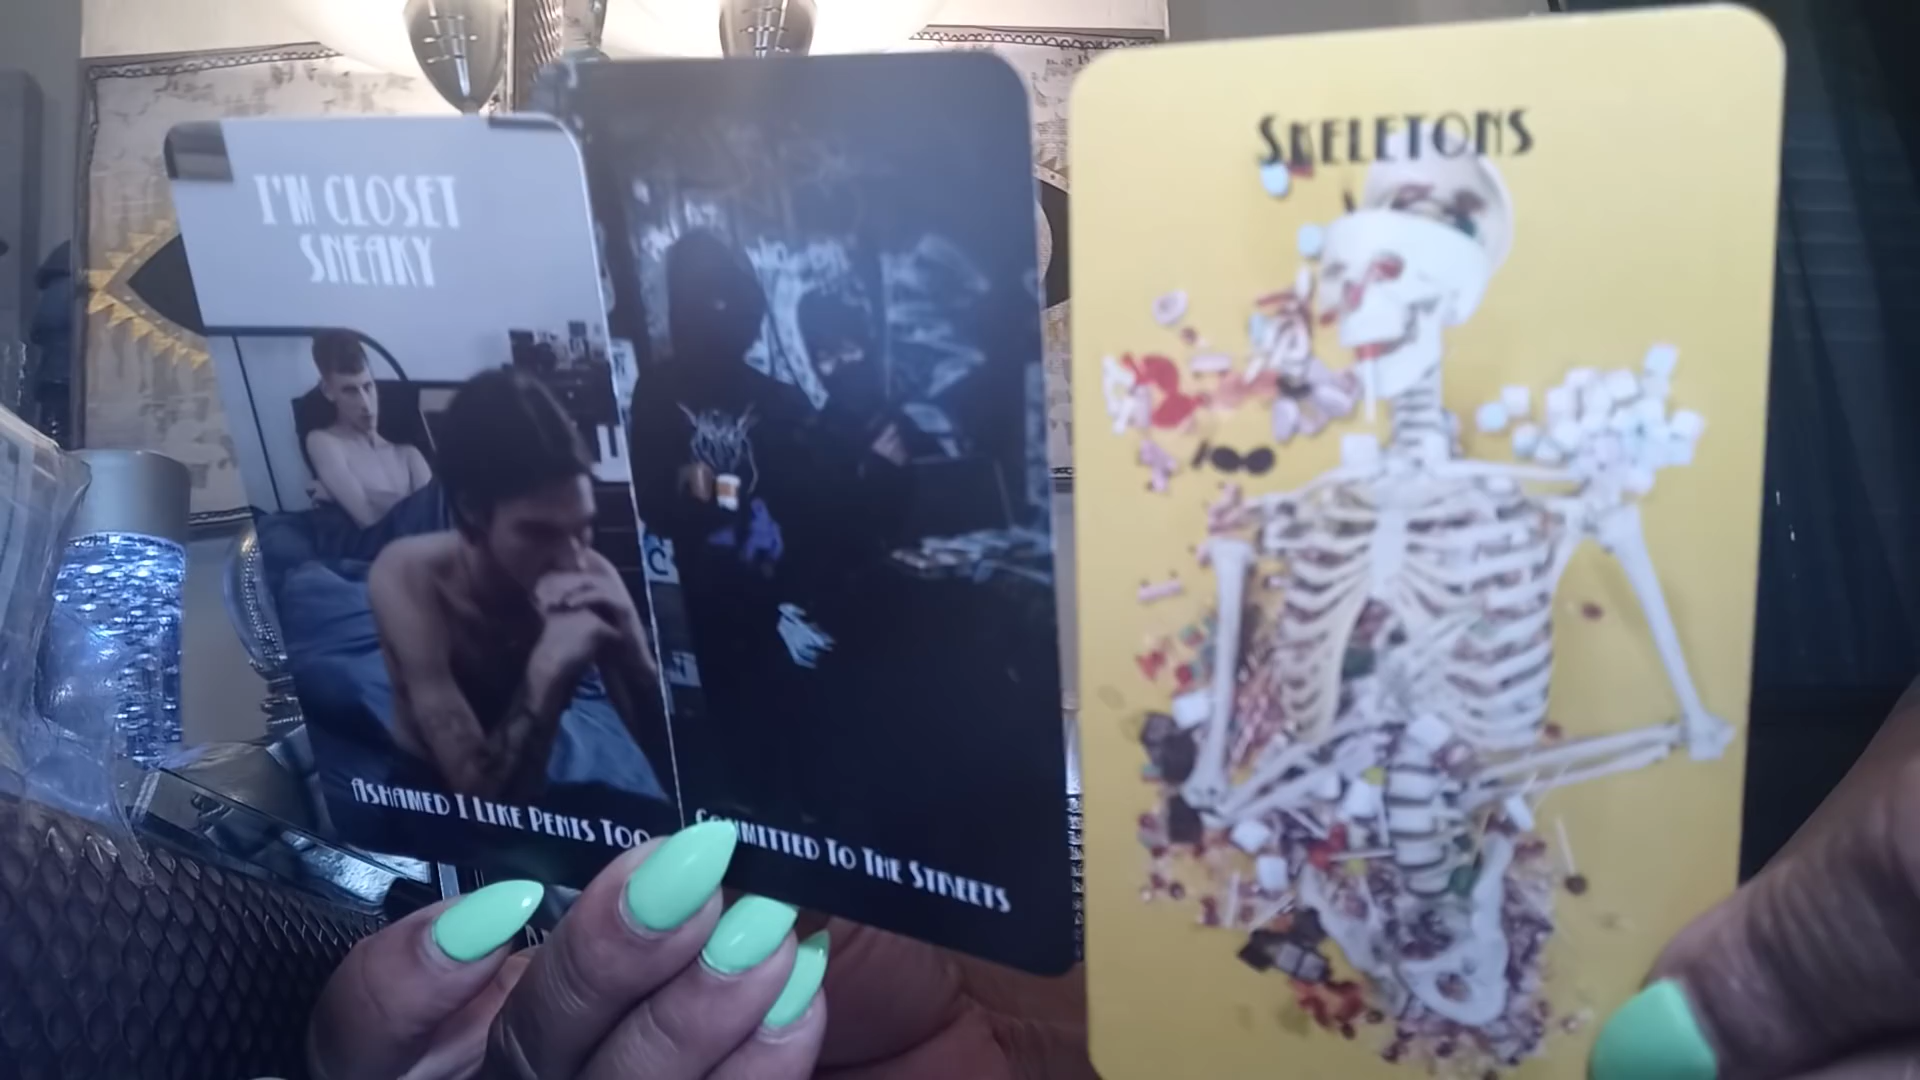 I'M CLOSET
SNEAKY
ASHAMED I LIKE PENIS TOO
COMMITTED TO THE STREETS
SKELETONS